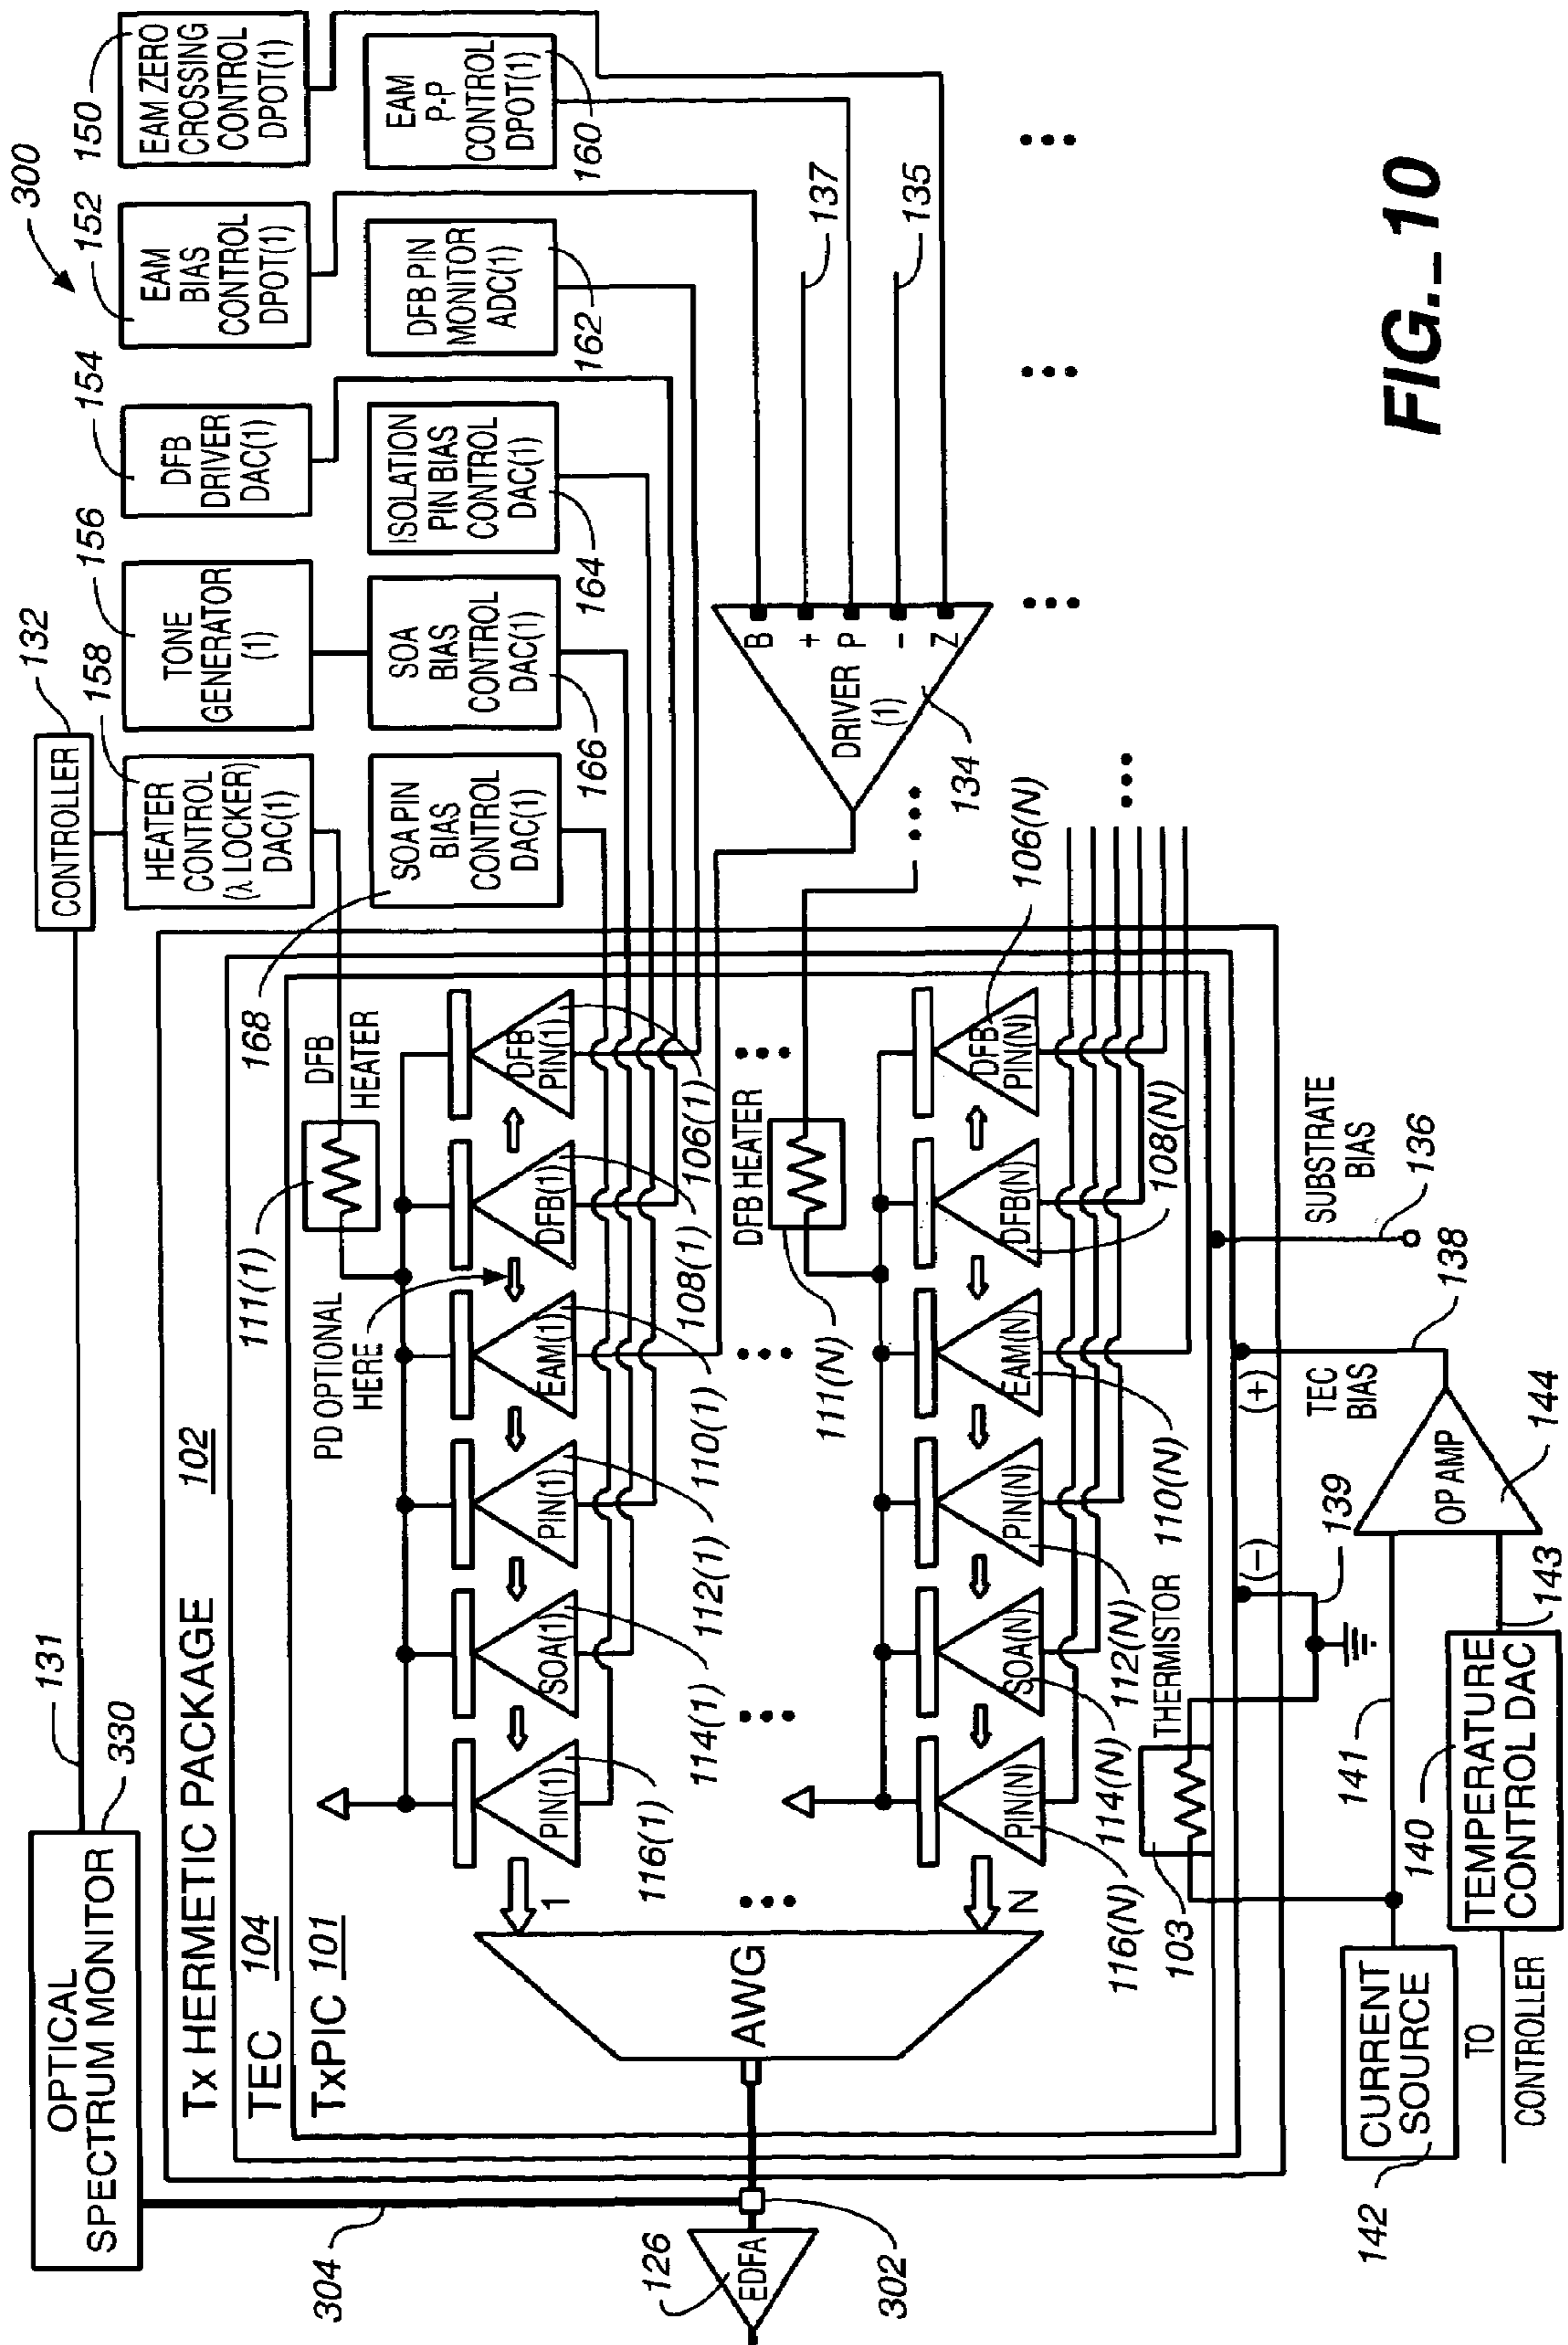 300
150
EAM ZERO
CROSSING
CONTROL
DPOT(1)
152
EAM
BIAS
CONTROL
DPOT(1)
154
DFB
DRIVER
DAC(1)
156
TONE
GENERATOR
(1)
158
HEATER
CONTROL
(λ LOCKER)
DAC(1)
132
CONTROLLER
131
330
OPTICAL
SPECTRUM MONITOR
EAM
P-P
CONTROL
DPOT(1)
160
DFB PIN
MONITOR
ADC(1)
162
ISOLATION
PIN BIAS
CONTROL
DAC(1)
164
SOA
BIAS
CONTROL
DAC(1)
166
SOA PIN
BIAS
CONTROL
DAC(1)
168
Tx HERMETIC PACKAGE 102
TEC 104
TxPIC 101
111(1)
DFB
HEATER
PD OPTIONAL
HERE
PIN(1)
SOA(1)
PIN(1)
EAM(1)
DFB(1)
DFB
PIN(1)
116(1)
114(1)
112(1)
110(1)
108(1)
106(1)
137
135
B
+
P
-
Z
DRIVER
(1)
134
304
126
EDFA
302
AWG
1
N
DFB HEATER
111(N)
PIN(N)
SOA(N)
PIN(N)
EAM(N)
DFB(N)
DFB
PIN(N)
116(N)
114(N)
112(N)
110(N)
108(N)
106(N)
103
THERMISTOR
(-)
(+)
139
TEC
BIAS
SUBSTRATE
BIAS
136
138
OP AMP
144
141
143
140
TEMPERATURE
CONTROL DAC
CURRENT
SOURCE
142
TO
CONTROLLER
FIG._10